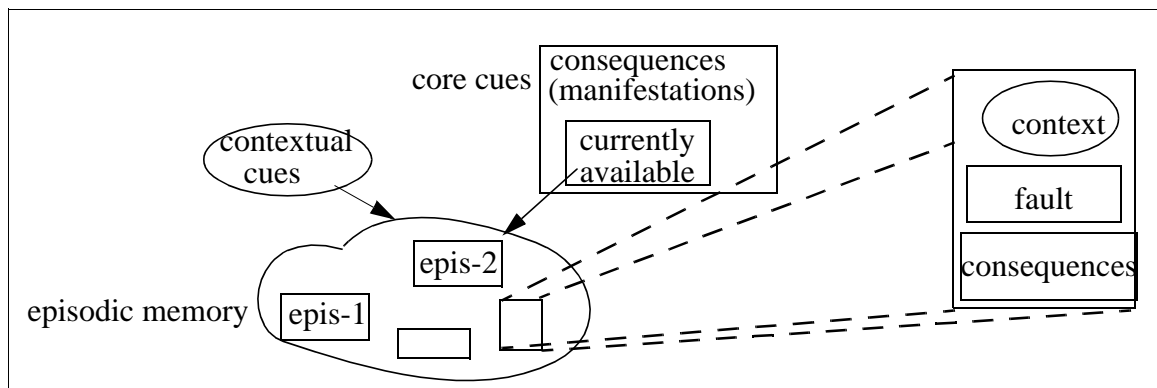 core cues
consequences
(manifestations)
currently
available
contextual
cues
context
fault
consequences
epis-2
episodic memory
epis-1